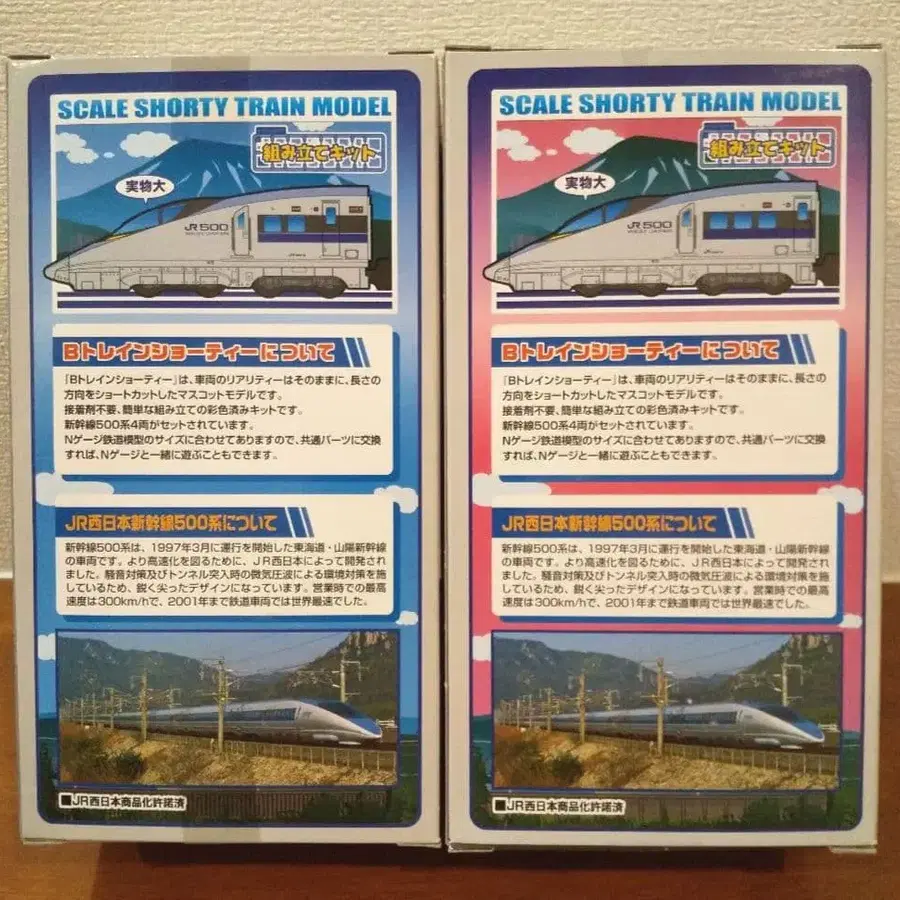 SCALE SHORTY TRAIN MODEL
組み立てキット
実物大
JR500
Bトレインショーティーについて
「Bトレインショーティー」は、車両のリアリティーはそのままに、長さの
方向をショートカットしたマスコットモデルです。
接着剤不要、簡単な組み立ての彩色済みキットです。
新幹線500系4両がセットされています。
Nゲージ鉄道模型のサイズに合わせてありますので、共通パーツに交換
すれば、Nゲージと一緒に遊ぶこともできます。
JR西日本新幹線500系について
新幹線500系は、1997年3月に運行を開始した東海道・山陽新幹線
の車両です。より高速化を図るために、JR西日本によって開発され
ました。騒音対策及びトンネル突入時の微気圧波による環境対策を施
しているため、鋭く尖ったデザインになっています。営業時での最高
速度は300km/hで、2001年まで鉄道車両では世界最速でした。
■JR西日本商品化許諾済
SCALE SHORTY TRAIN MODEL
組み立てキット
実物大
JR500
Bトレインショーティーについて
「Bトレインショーティー」は、車両のリアリティーはそのままに、長さの
方向をショートカットしたマスコットモデルです。
接着剤不要、簡単な組み立ての彩色済みキットです。
新幹線500系4両がセットされています。
Nゲージ鉄道模型のサイズに合わせてありますので、共通パーツに交換
すれば、Nゲージと一緒に遊ぶこともできます。
JR西日本新幹線500系について
新幹線500系は、1997年3月に運行を開始した東海道・山陽新幹線
の車両です。より高速化を図るために、JR西日本によって開発され
ました。騒音対策及びトンネル突入時の微気圧波による環境対策を施
しているため、鋭く尖ったデザインになっています。営業時での最高
速度は300km/hで、2001年まで鉄道車両では世界最速でした。
■JR西日本商品化許諾済